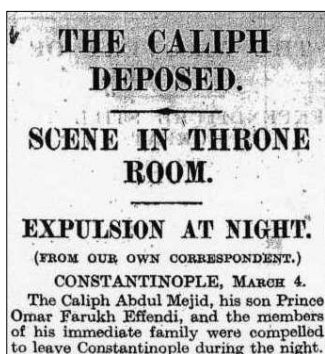 THE CALIPH
DEPOSED.
SCENE IN THRONE
ROOM.
EXPULSION AT NIGHT.
(FROM OUR OWN CORRESPONDENT.)
CONSTANTINOPLE, MARCH 4.
The Caliph Abdul Mejid, his son Prince
Omar Farukh Effendi, and the members
of his immediate family were compelled
to leave Constantinople during the night.